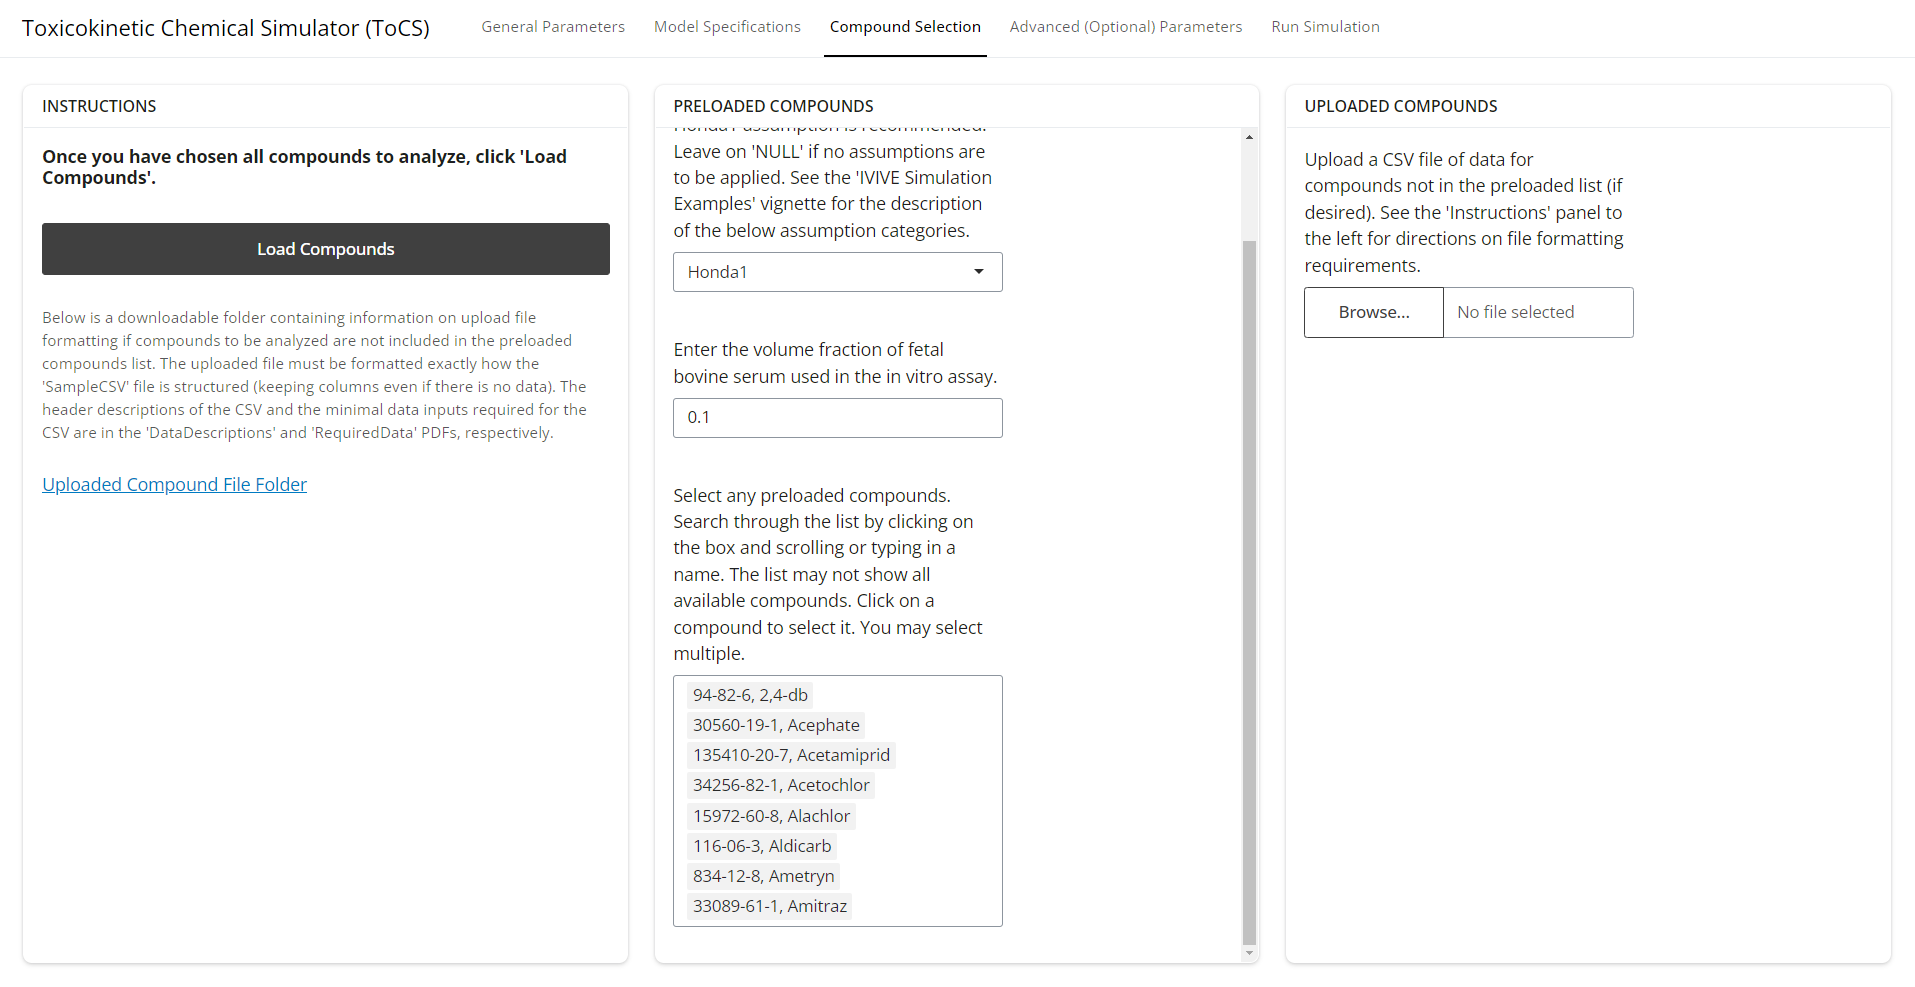 Toxicokinetic Chemical Simulator (ToCS)
General Parameters
Model Specifications
Compound Selection
Advanced (Optional) Parameters
Run Simulation
INSTRUCTIONS
Once you have chosen all compounds to analyze, click 'Load
Compounds'.
Load Compounds
Below is a downloadable folder containing information on upload file
formatting if compounds to be analyzed are not included in the preloaded
compounds list. The uploaded file must be formatted exactly how the
'SampleCSV' file is structured (keeping columns even if there is no data). The
header descriptions of the CSV and the minimal data inputs required for the
CSV are in the 'DataDescriptions' and 'RequiredData' PDFs, respectively.
Uploaded Compound File Folder
PRELOADED COMPOUNDS
Honda1 assumption is recommended.
Leave on 'NULL' if no assumptions are
to be applied. See the 'IVIVE Simulation
Examples' vignette for the description
of the below assumption categories.
Honda1
Enter the volume fraction of fetal
bovine serum used in the in vitro assay.
0.1
Select any preloaded compounds.
Search through the list by clicking on
the box and scrolling or typing in a
name. The list may not show all
available compounds. Click on a
compound to select it. You may select
multiple.
94-82-6, 2,4-db
30560-19-1, Acephate
135410-20-7, Acetamiprid
34256-82-1, Acetochlor
15972-60-8, Alachlor
116-06-3, Aldicarb
834-12-8, Ametryn
33089-61-1, Amitraz
UPLOADED COMPOUNDS
Upload a CSV file of data for
compounds not in the preloaded list (if
desired). See the 'Instructions' panel to
the left for directions on file formatting
requirements.
Browse...
No file selected